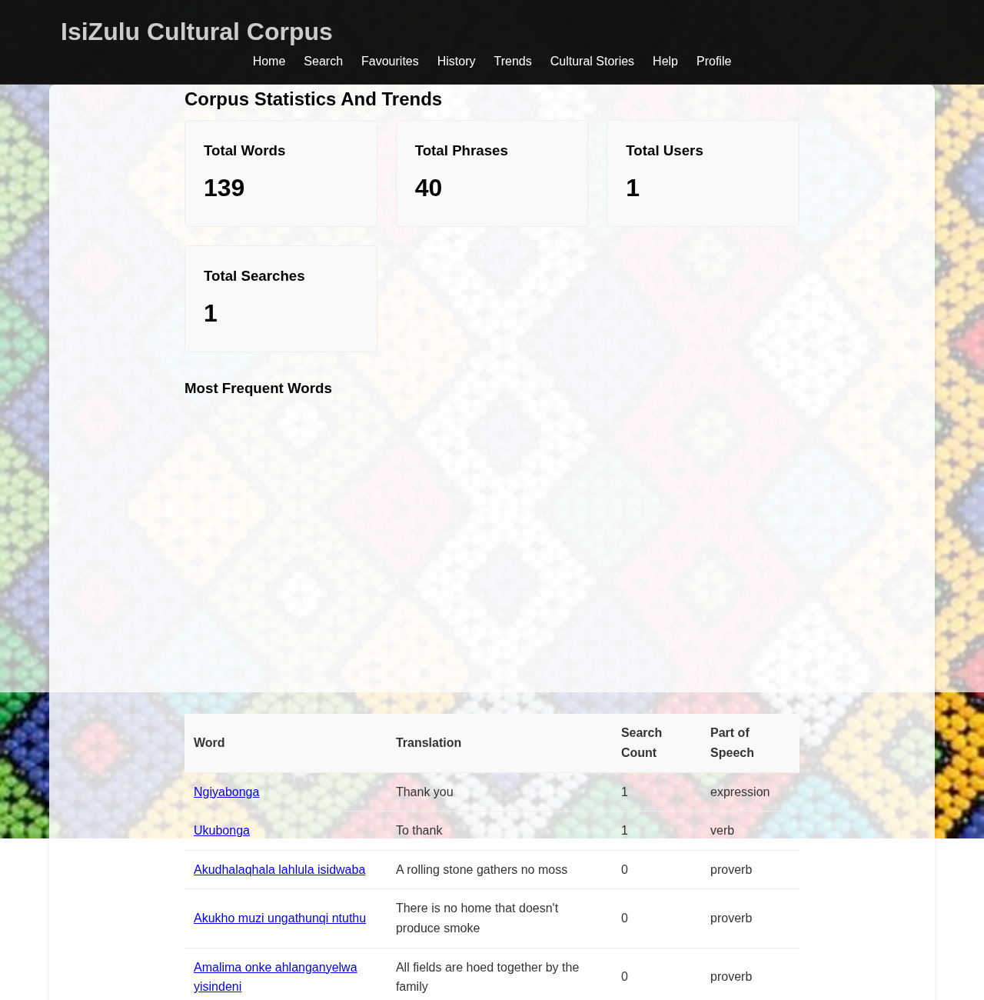 IsiZulu Cultural Corpus
Home Search Favourites History Trends Cultural Stories Help Profile
Corpus Statistics And Trends
Total Words
139
Total Phrases
40
Total Users
1
Total Searches
1
Most Frequent Words
Word Translation Search Count Part of Speech
Ngiyabonga Thank you 1 expression
Ukubonga To thank 1 verb
Akudhalaqhala lahlula isidwaba A rolling stone gathers no moss 0 proverb
Akukho muzi ungathunqi ntuthu There is no home that doesn't produce smoke 0 proverb
Amalima onke ahlanganyelwa yisindeni All fields are hoed together by the family 0 proverb